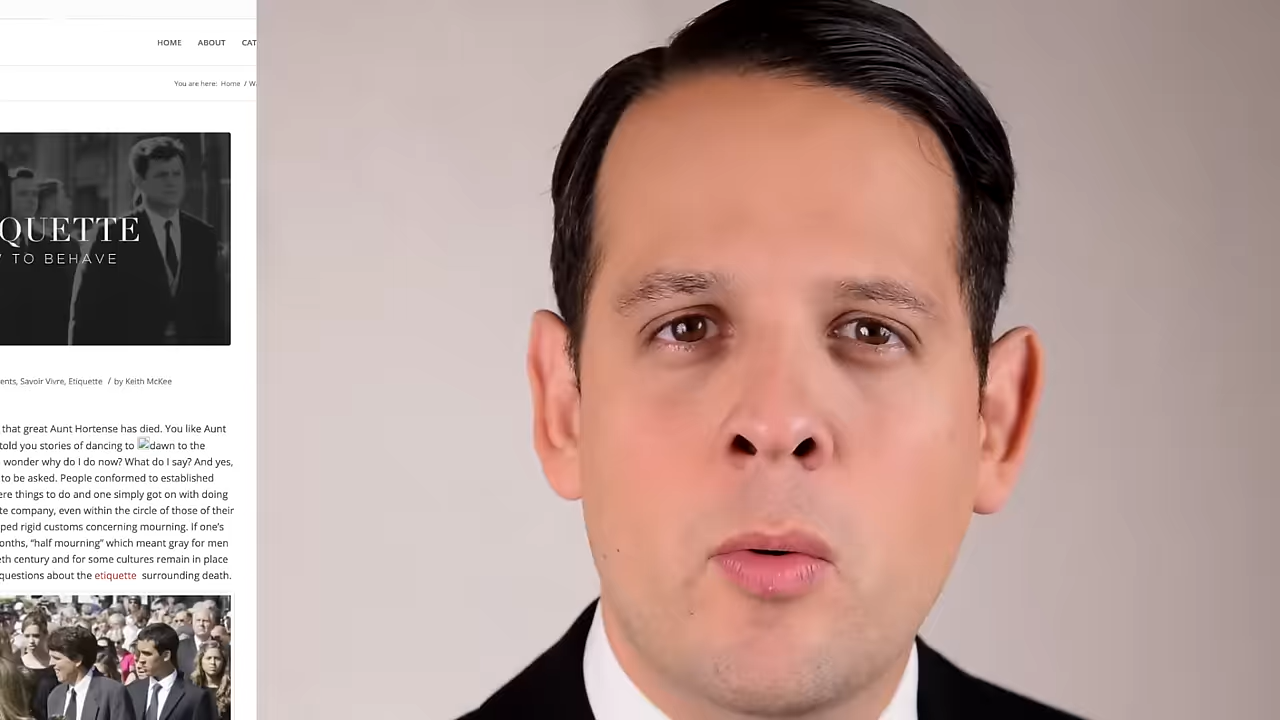 HOME ABOUT CAT
You are here: Home / Wa
QUETTE
TO BEHAVE
ents, Savoir Vivre, Etiquette / by Keith McKee
that great Aunt Hortense has died. You like Aunt
told you stories of dancing to dawn to the
wonder why do I do now? What do I say? And yes,
to be asked. People conformed to established
ere things to do and one simply got on with doing
te company, even within the circle of those of their
ped rigid customs concerning mourning. If one’s
onths, “half mourning” which meant gray for men
eth century and for some cultures remain in place
questions about the etiquette surrounding death.